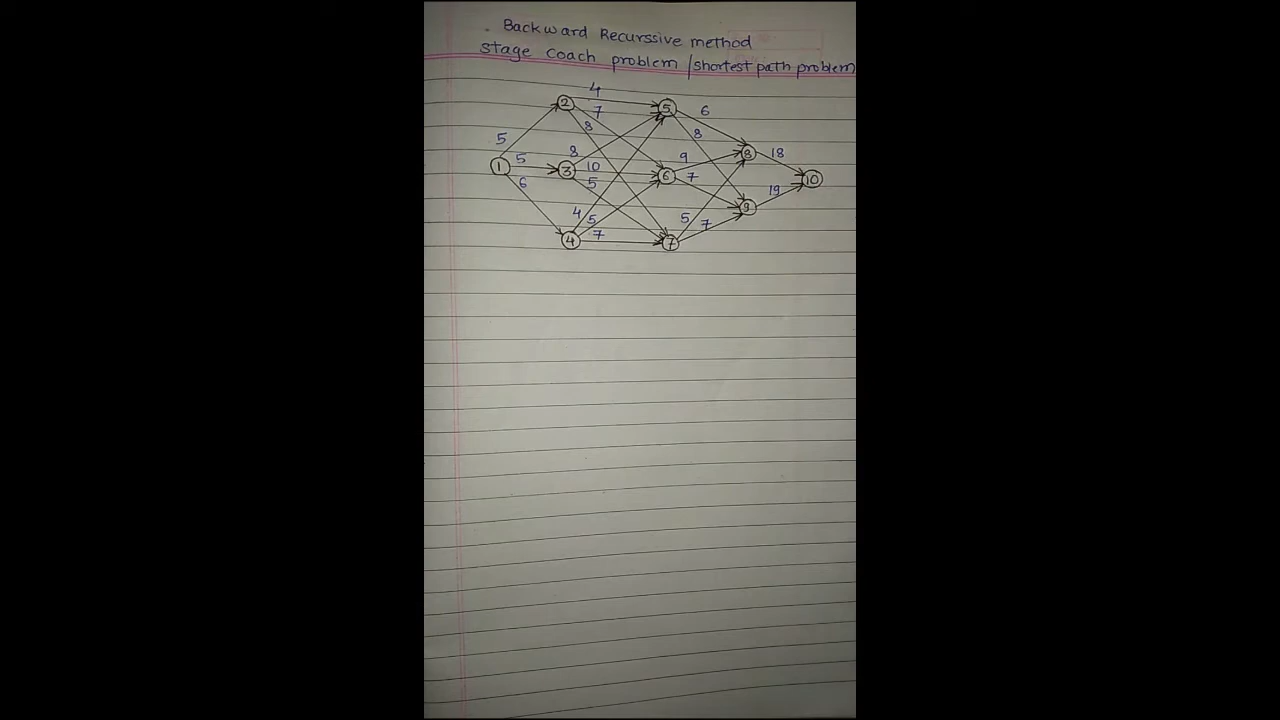 Backward Recurssive method
stage coach problem /shortest path problem
4
2 5 6
7
8 8
5 8
9 8 18
1 5 3 10 6 7 10
6 5
19
9
4 5 5 7
4 7 7